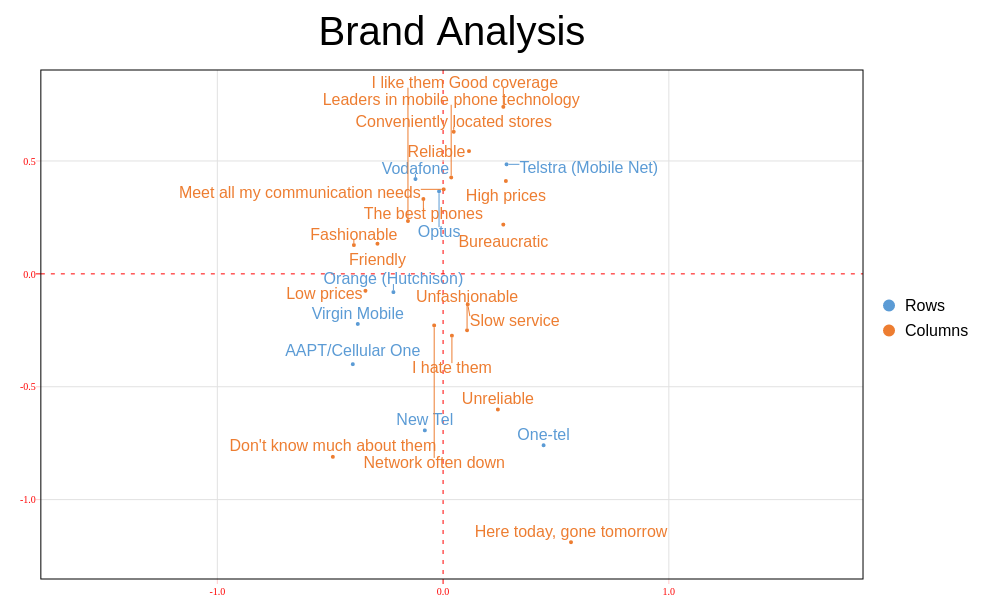 Brand Analysis
I like them Good coverage
Leaders in mobile phone technology
Conveniently located stores
Reliable
0.5
Vodafone
Telstra (Mobile Net)
Meet all my communication needs
High prices
The best phones
Optus
Fashionable
Bureaucratic
Friendly
0.0
Orange (Hutchison)
Low prices
Unfashionable
Rows
Virgin Mobile
Slow service
Columns
AAPT/Cellular One
I hate them
-0.5
Unreliable
New Tel
One-tel
Don't know much about them
Network often down
-1.0
Here today, gone tomorrow
-1.0
0.0
1.0